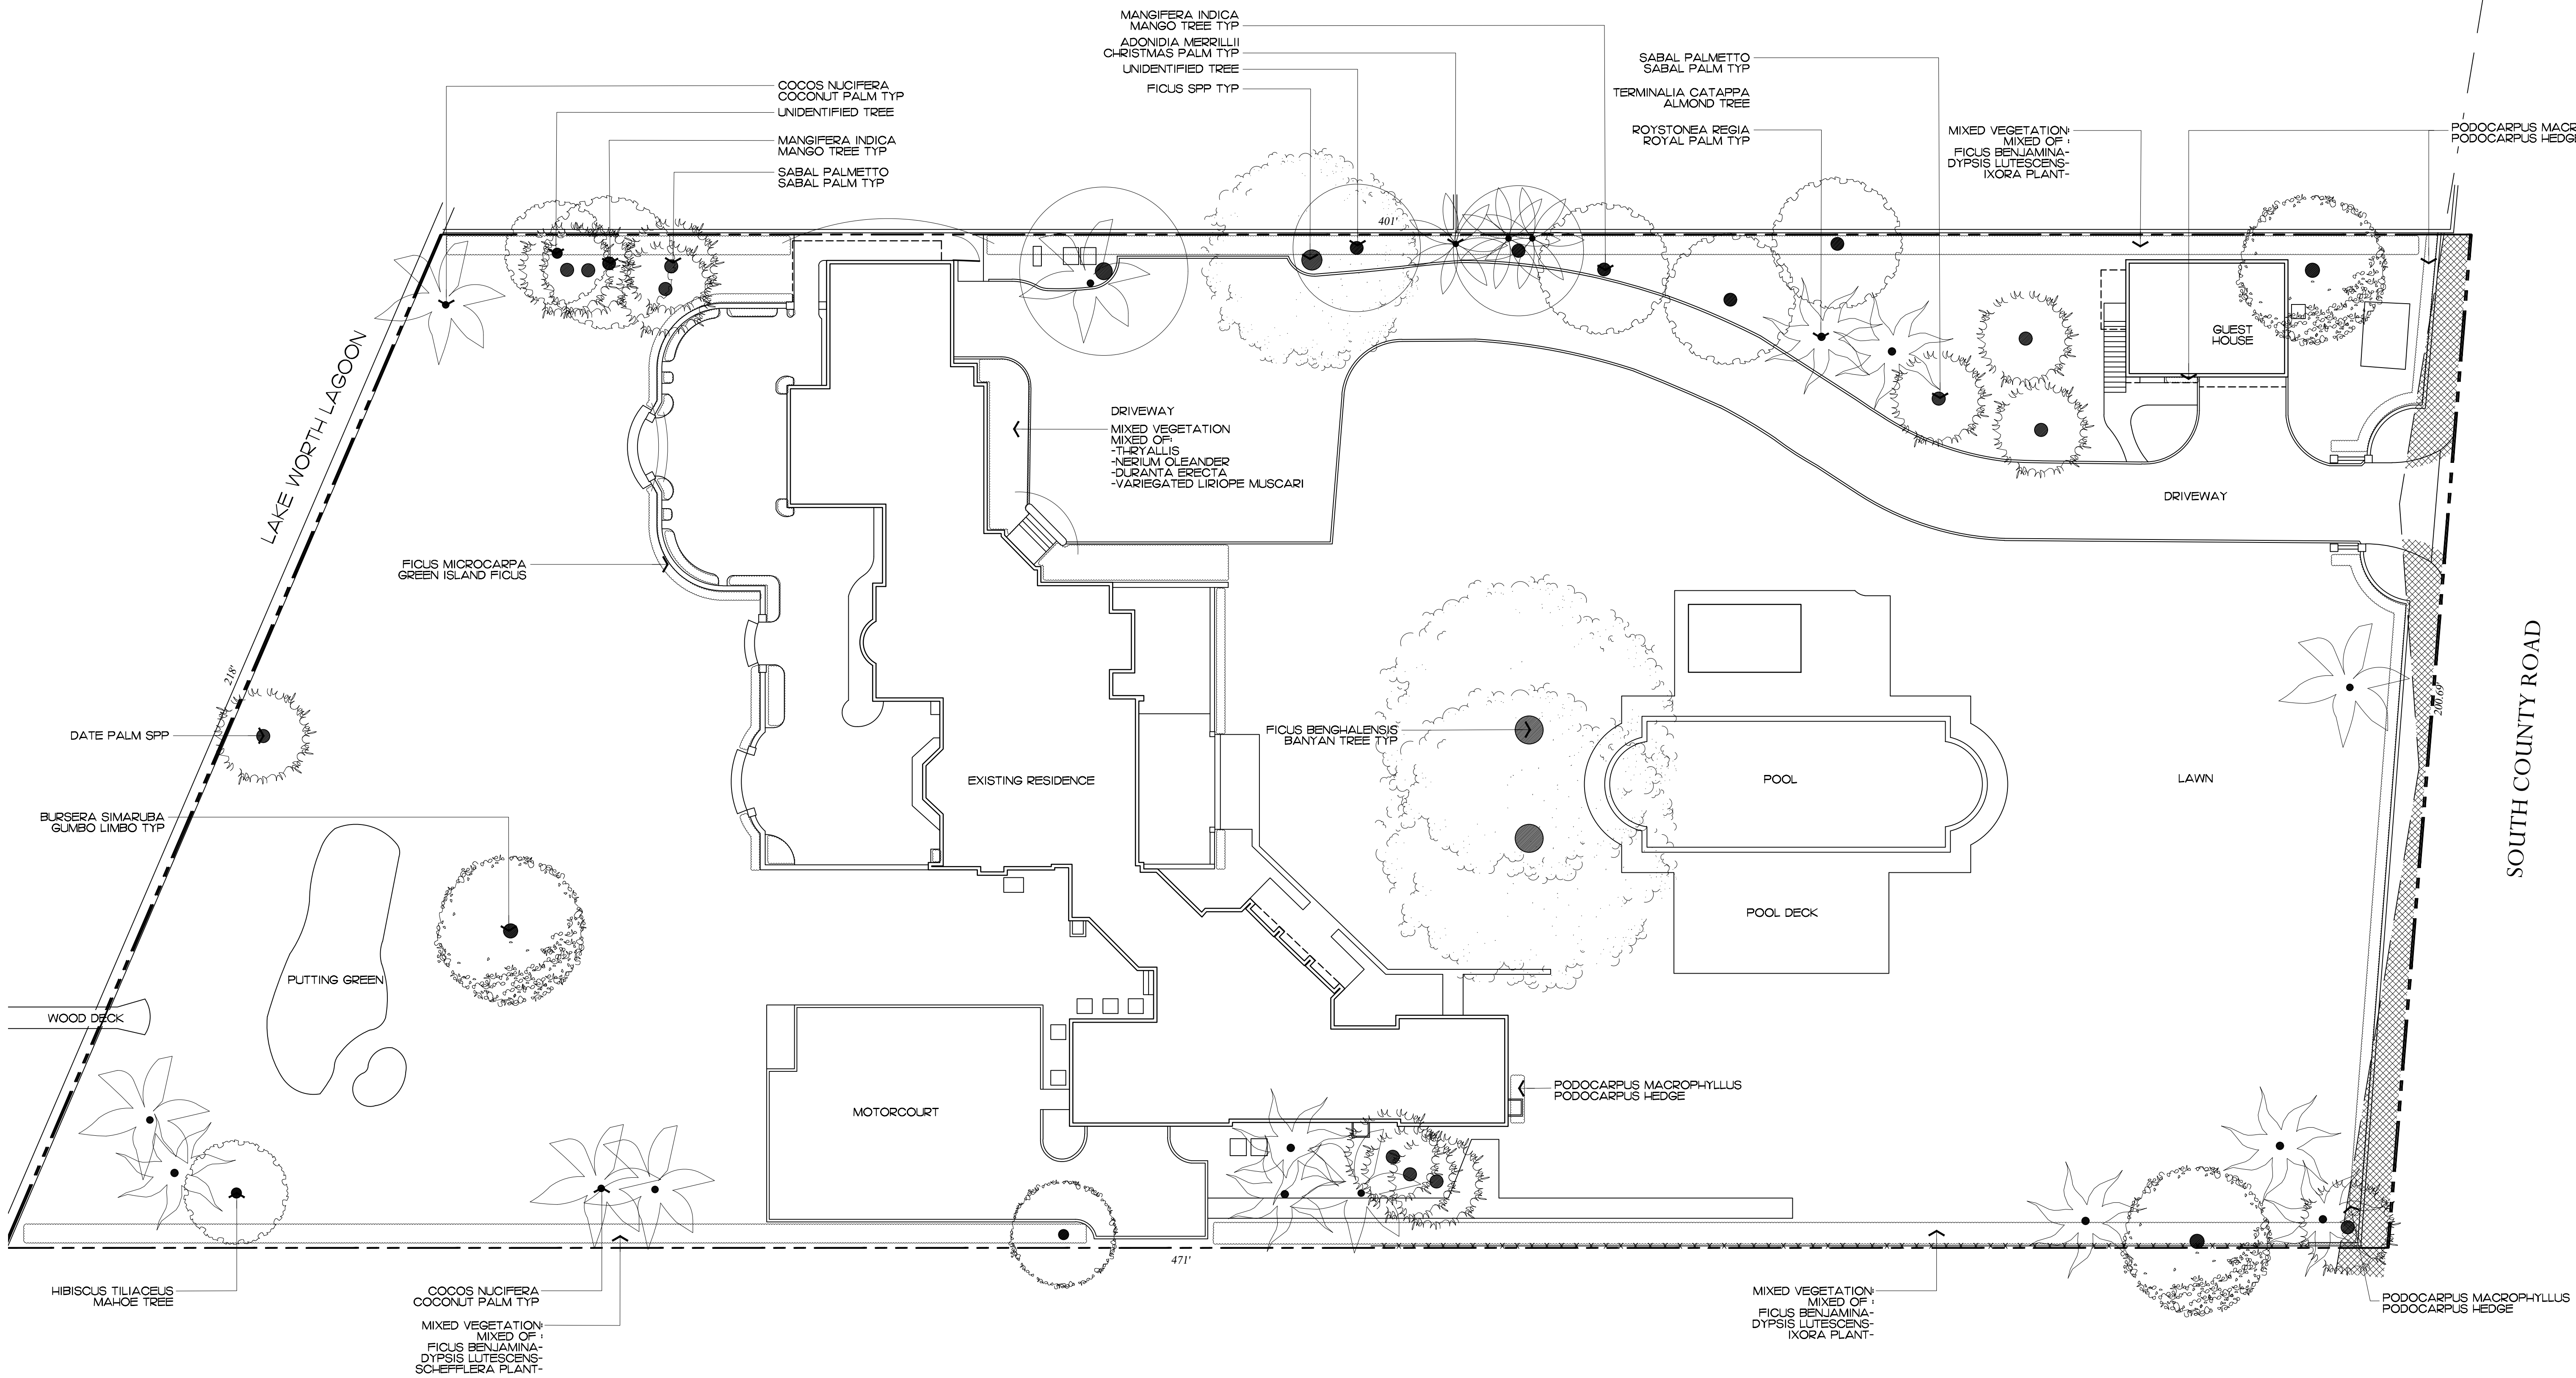 MANGIFERA INDICA
MANGO TREE TYP
ADONIDIA MERRILLII
CHRISTMAS PALM TYP
UNIDENTIFIED TREE
FICUS SPP TYP
SABAL PALMETTO
SABAL PALM TYP
TERMINALIA CATAPPA
ALMOND TREE
ROYSTONEA REGIA
ROYAL PALM TYP
COCOS NUCIFERA
COCONUT PALM TYP
UNIDENTIFIED TREE
MANGIFERA INDICA
MANGO TREE TYP
SABAL PALMETTO
SABAL PALM TYP
MIXED VEGETATION:
MIXED OF :
FICUS BENJAMINA-
DYPSIS LUTESCENS-
IXORA PLANT-
PODOCARPUS MACR
PODOCARPUS HEDGE
401'
GUEST
HOUSE
LAKE WORTH LAGOON
DRIVEWAY
MIXED VEGETATION
MIXED OF:
-THRYALLIS
-NERIUM OLEANDER
-DURANTA ERECTA
-VARIEGATED LIRIOPE MUSCARI
DRIVEWAY
FICUS MICROCARPA
GREEN ISLAND FICUS
218'
200.69'
SOUTH COUNTY ROAD
DATE PALM SPP
FICUS BENGHALENSIS
BANYAN TREE TYP
EXISTING RESIDENCE
POOL
LAWN
BURSERA SIMARUBA
GUMBO LIMBO TYP
POOL DECK
PUTTING GREEN
WOOD DECK
MOTORCOURT
PODOCARPUS MACROPHYLLUS
PODOCARPUS HEDGE
471'
HIBISCUS TILIACEUS
MAHOE TREE
COCOS NUCIFERA
COCONUT PALM TYP
MIXED VEGETATION:
MIXED OF :
FICUS BENJAMINA-
DYPSIS LUTESCENS-
SCHEFFLERA PLANT-
MIXED VEGETATION:
MIXED OF :
FICUS BENJAMINA-
DYPSIS LUTESCENS-
IXORA PLANT-
PODOCARPUS MACROPHYLLUS
PODOCARPUS HEDGE